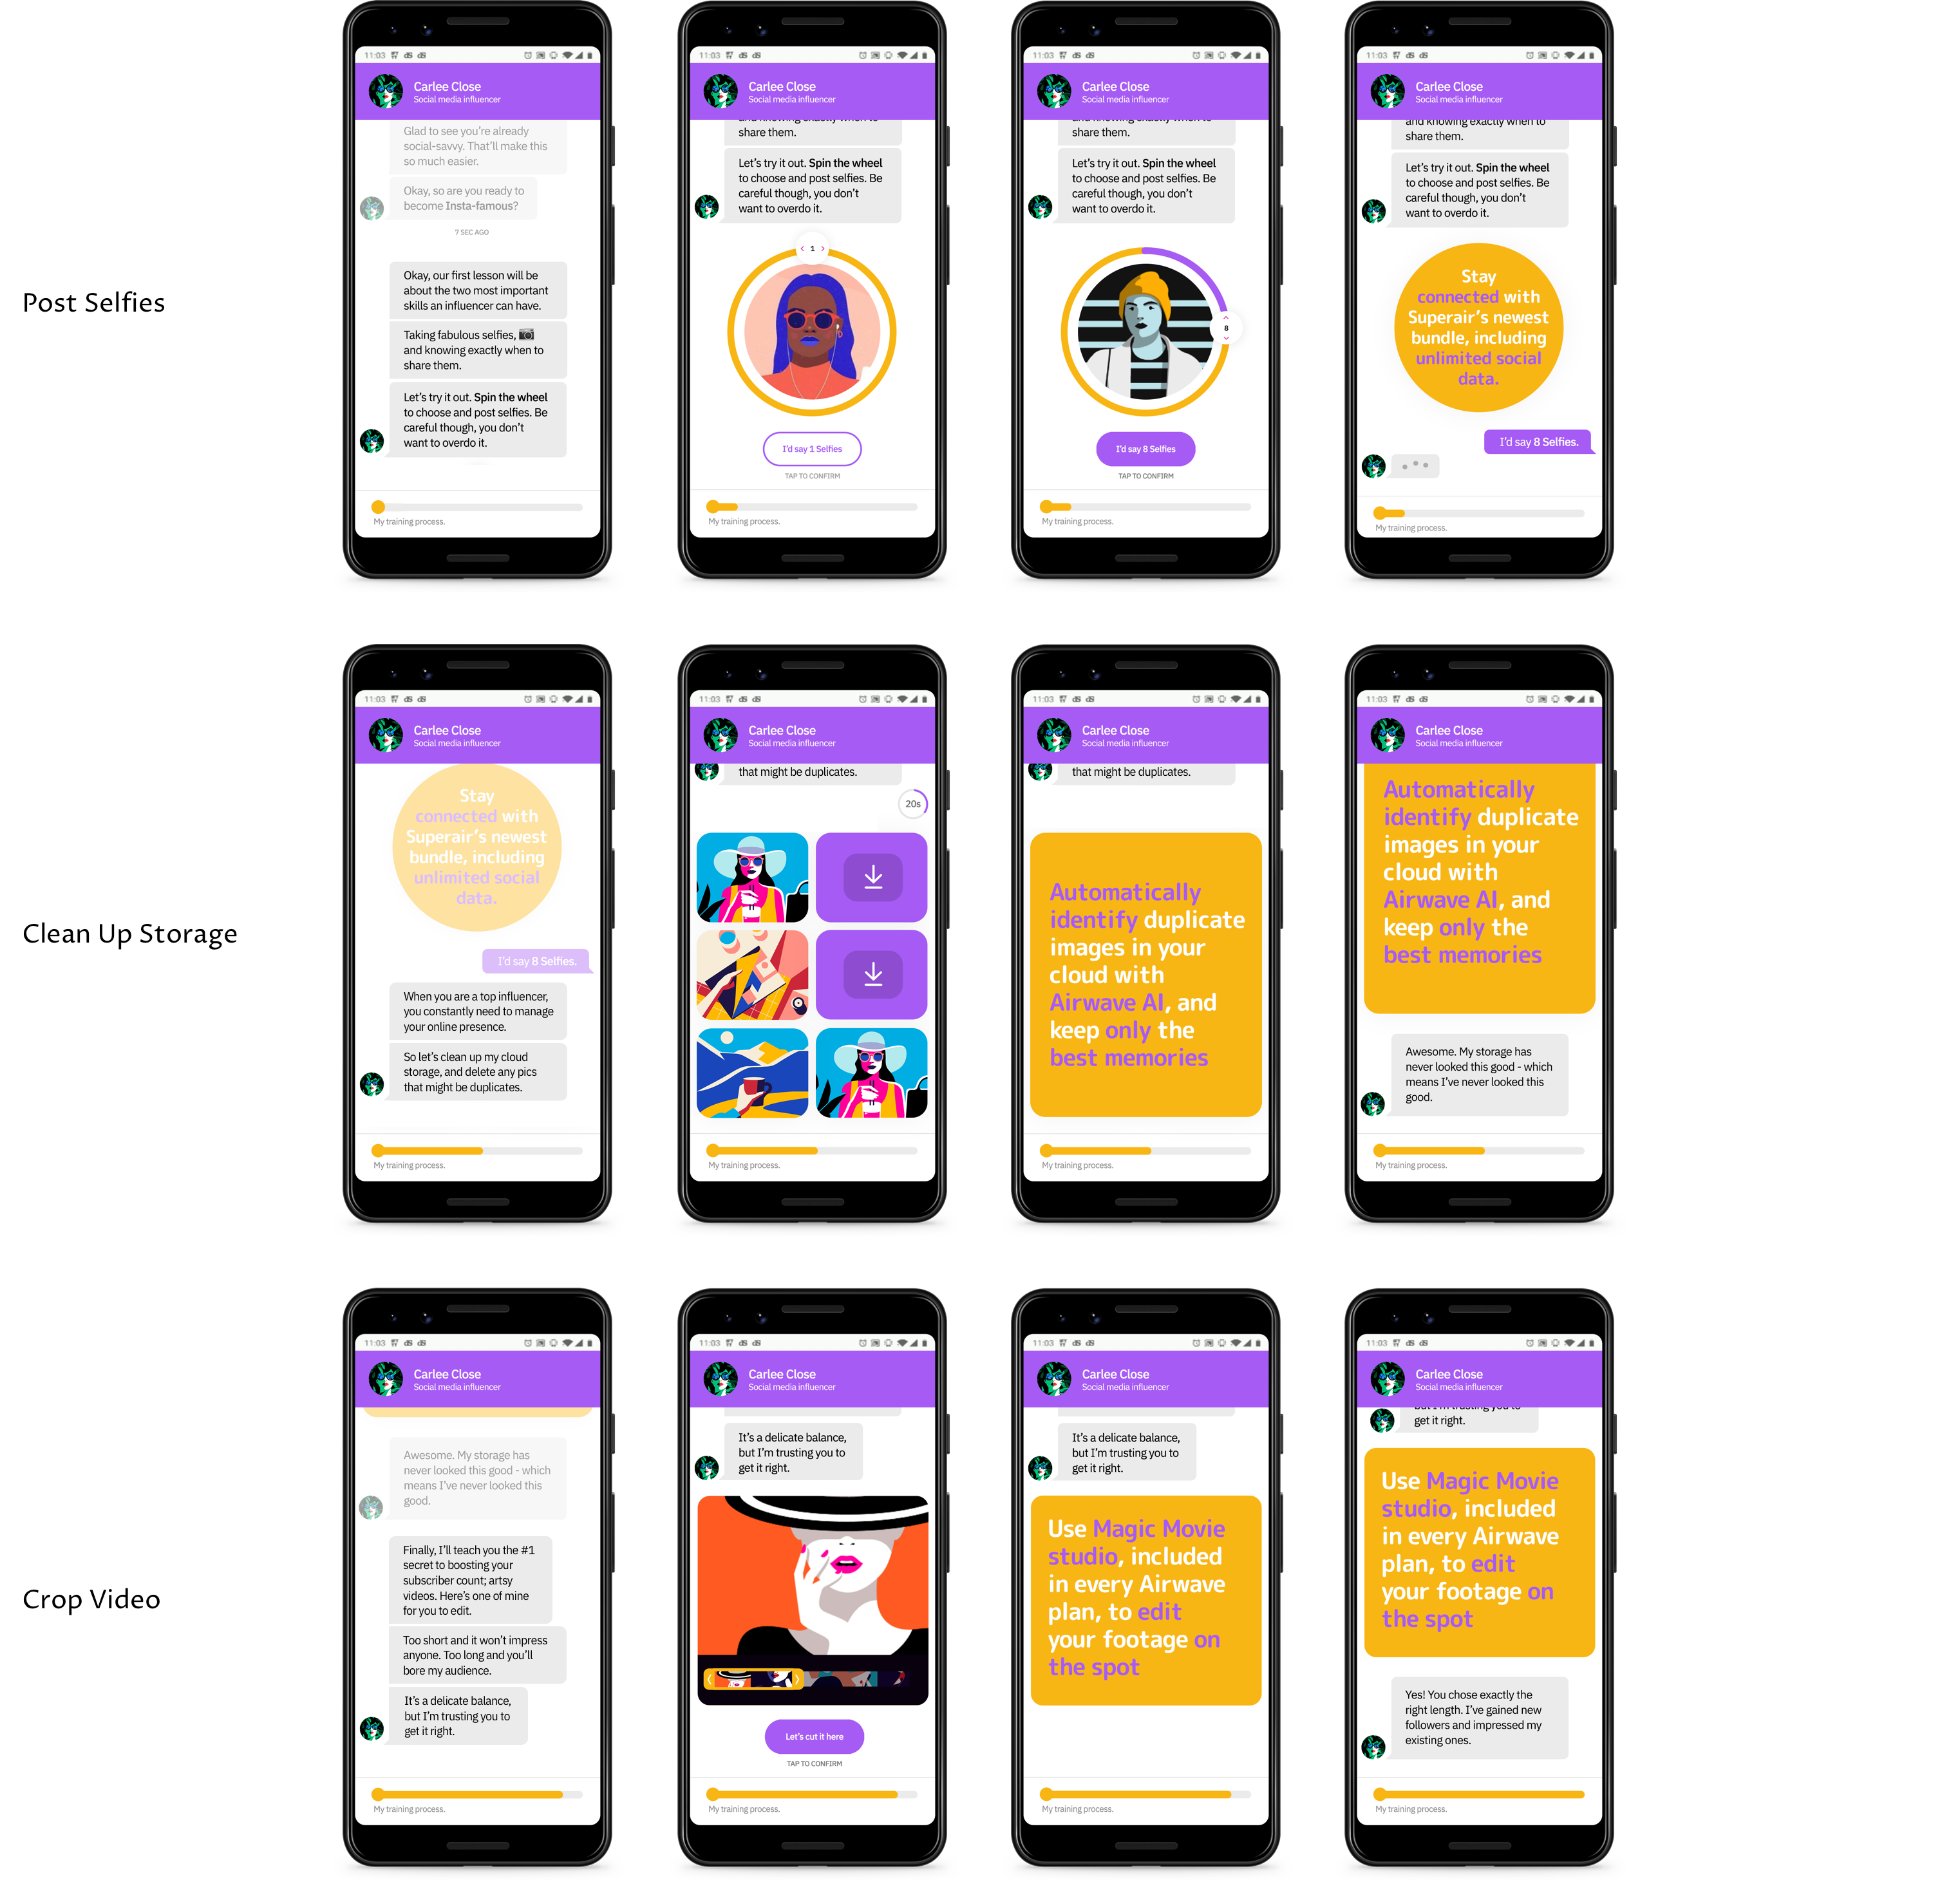 Post Selfies
11:03
Carlee Close
Social media influencer
Glad to see you're already
social-savvy. That'll make this
so much easier.
Okay, so are you ready to
become Insta-famous?
7 SEC AGO
Okay, our first lesson will be
about the two most important
skills an influencer can have.
Taking fabulous selfies, 📷
and knowing exactly when to
share them.
Let's try it out. Spin the wheel
to choose and post selfies. Be
careful though, you don't
want to overdo it.
My training process.
11:03
Carlee Close
Social media influencer
and knowing exactly when to
share them.
Let's try it out. Spin the wheel
to choose and post selfies. Be
careful though, you don't
want to overdo it.
1
I'd say 1 Selfies
TAP TO CONFIRM
My training process.
11:03
Carlee Close
Social media influencer
and knowing exactly when to
share them.
Let's try it out. Spin the wheel
to choose and post selfies. Be
careful though, you don't
want to overdo it.
8
I'd say 8 Selfies
TAP TO CONFIRM
My training process.
11:03
Carlee Close
Social media influencer
and knowing exactly when to
share them.
Let's try it out. Spin the wheel
to choose and post selfies. Be
careful though, you don't
want to overdo it.
Stay
connected with
Superair's newest
bundle, including
unlimited social
data.
I'd say 8 Selfies.
My training process.
Clean Up Storage
11:03
Carlee Close
Social media influencer
Stay
connected with
Superair's newest
bundle, including
unlimited social
data.
I'd say 8 Selfies.
When you are a top influencer,
you constantly need to manage
your online presence.
So let's clean up my cloud
storage, and delete any pics
that might be duplicates.
My training process.
11:03
Carlee Close
Social media influencer
that might be duplicates.
20s
My training process.
11:03
Carlee Close
Social media influencer
that might be duplicates.
Automatically
identify duplicate
images in your
cloud with
Airwave AI, and
keep only the
best memories
My training process.
11:03
Carlee Close
Social media influencer
Automatically
identify duplicate
images in your
cloud with
Airwave AI, and
keep only the
best memories
Awesome. My storage has
never looked this good - which
means I've never looked this
good.
My training process.
Crop Video
11:03
Carlee Close
Social media influencer
Awesome. My storage has
never looked this good - which
means I've never looked this
good.
Finally, I'll teach you the #1
secret to boosting your
subscriber count; artsy
videos. Here's one of mine
for you to edit.
Too short and it won't impress
anyone. Too long and you'll
bore my audience.
It's a delicate balance,
but I'm trusting you to
get it right.
My training process.
11:03
Carlee Close
Social media influencer
It's a delicate balance,
but I'm trusting you to
get it right.
Let's cut it here
TAP TO CONFIRM
My training process.
11:03
Carlee Close
Social media influencer
It's a delicate balance,
but I'm trusting you to
get it right.
Use Magic Movie
studio, included
in every Airwave
plan, to edit
your footage on
the spot
My training process.
11:03
Carlee Close
Social media influencer
but I'm trusting you to
get it right.
Use Magic Movie
studio, included
in every Airwave
plan, to edit
your footage on
the spot
Yes! You chose exactly the
right length. I've gained new
followers and impressed my
existing ones.
My training process.